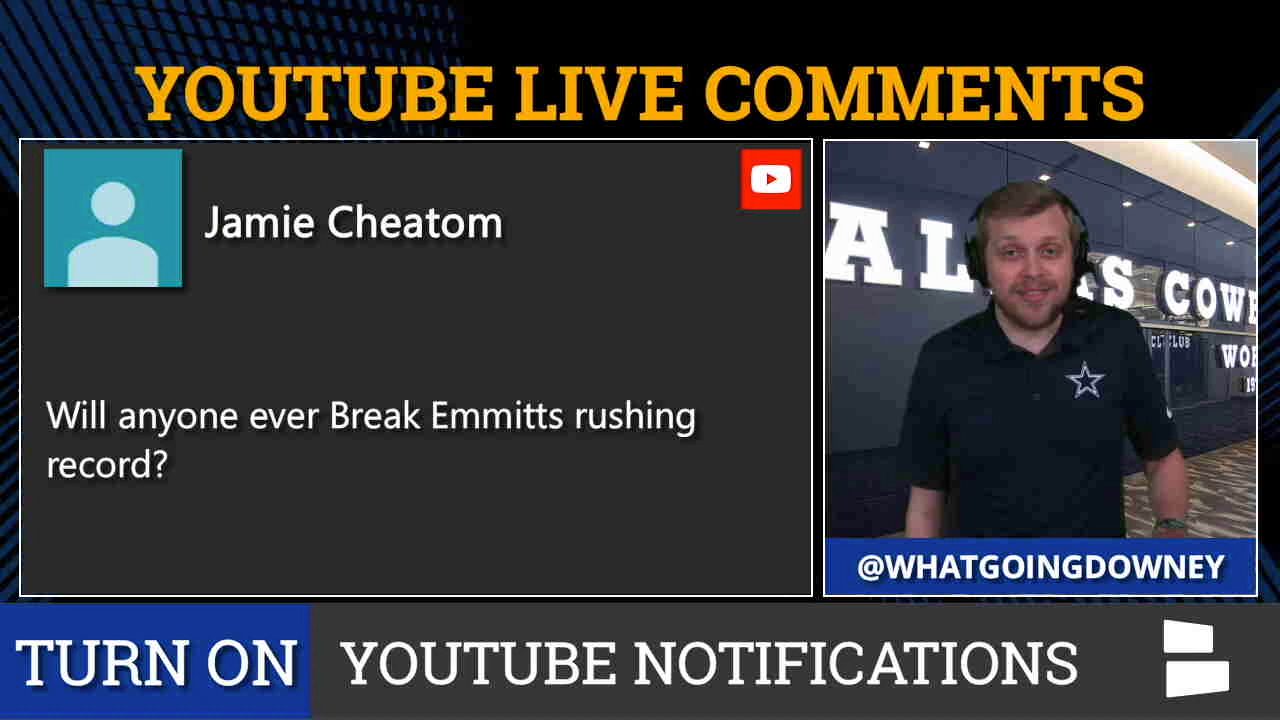 YOUTUBE LIVE COMMENTS
Jamie Cheatom
Will anyone ever Break Emmitts rushing
record?
@WHATGOINGDOWNEY
TURN ON
YOUTUBE NOTIFICATIONS